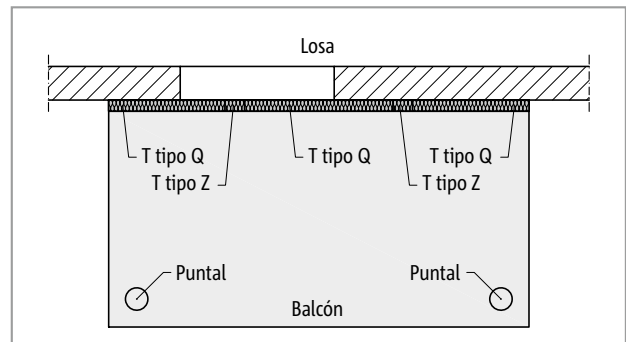 Losa
T tipo Q
T tipo Q
T tipo Q
T tipo Z
T tipo Z
Puntal
Puntal
Balcón